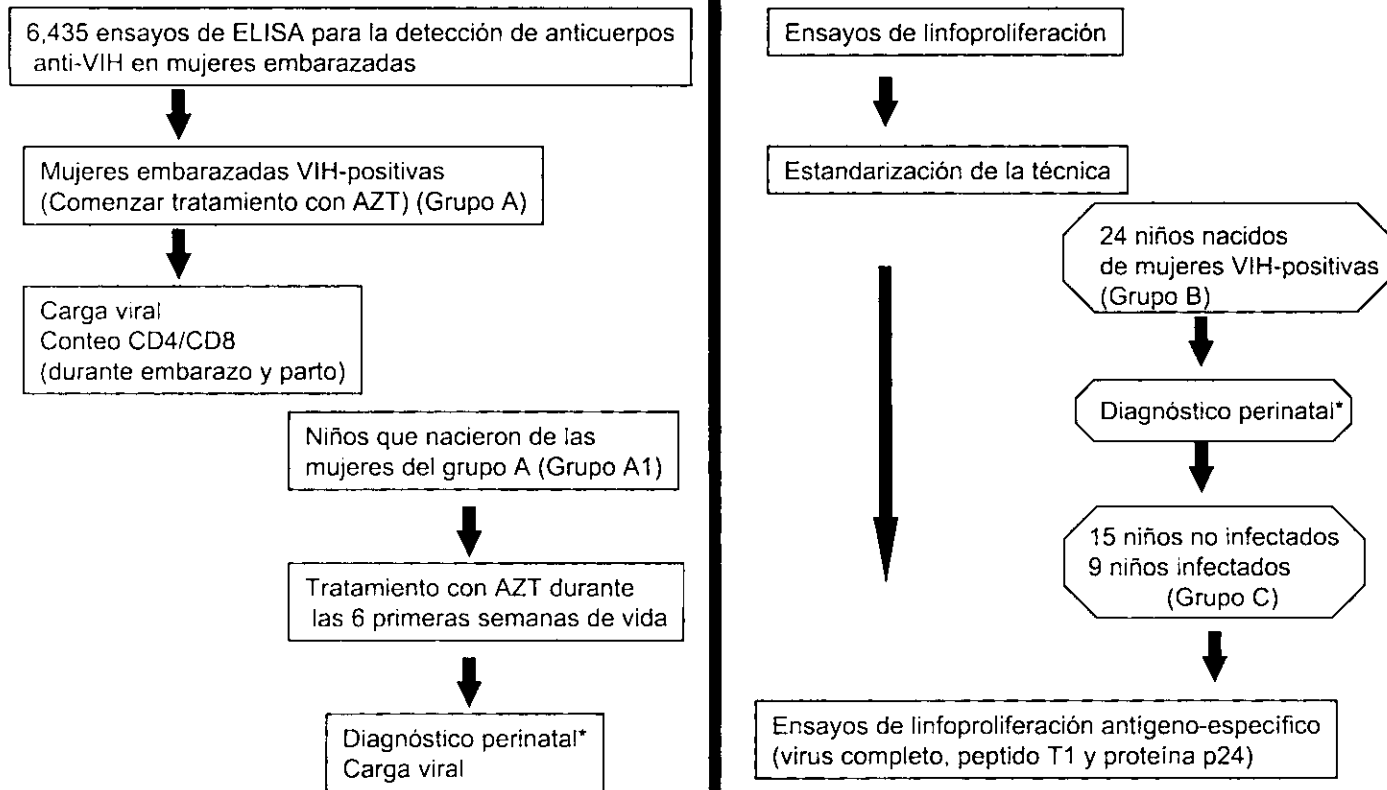 6,435 ensayos de ELISA para la detección de anticuerpos
anti-VIH en mujeres embarazadas
Mujeres embarazadas VIH-positivas
(Comenzar tratamiento con AZT) (Grupo A)
Carga viral
Conteo CD4/CD8
(durante embarazo y parto)
Niños que nacieron de las
mujeres del grupo A (Grupo A1)
Tratamiento con AZT durante
las 6 primeras semanas de vida
Diagnóstico perinatal*
Carga viral
Ensayos de linfoproliferación
Estandarización de la técnica
24 niños nacidos
de mujeres VIH-positivas
(Grupo B)
Diagnóstico perinatal*
15 niños no infectados
9 niños infectados
(Grupo C)
Ensayos de linfoproliferación antígeno-específico
(virus completo, peptido T1 y proteína p24)